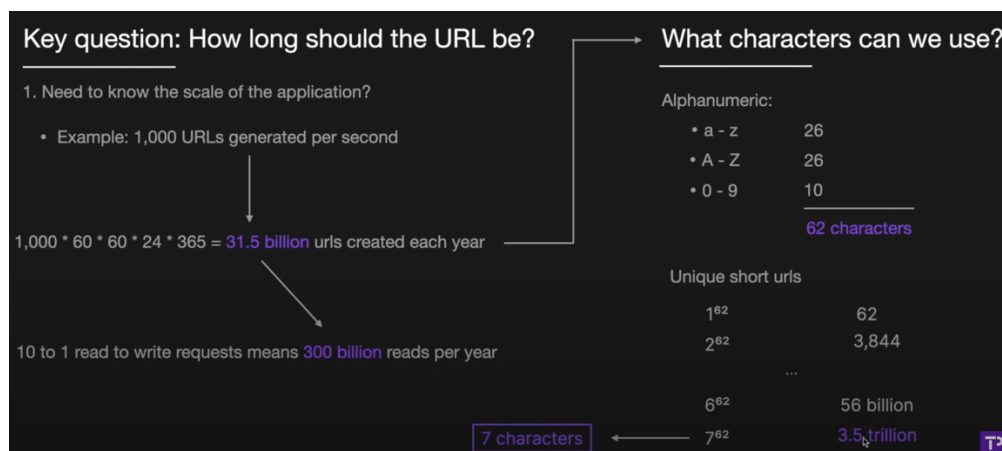 Key question: How long should the URL be?
1. Need to know the scale of the application?
• Example: 1,000 URLs generated per second
1,000 * 60 * 60 * 24 * 365 = 31.5 billion urls created each year
10 to 1 read to write requests means 300 billion reads per year
What characters can we use?
Alphanumeric:
• a - z 26
• A - Z 26
• 0 - 9 10
62 characters
Unique short urls
1⁶² 62
2⁶² 3,844
...
6⁶² 56 billion
7⁶² 3.5 trillion
7 characters